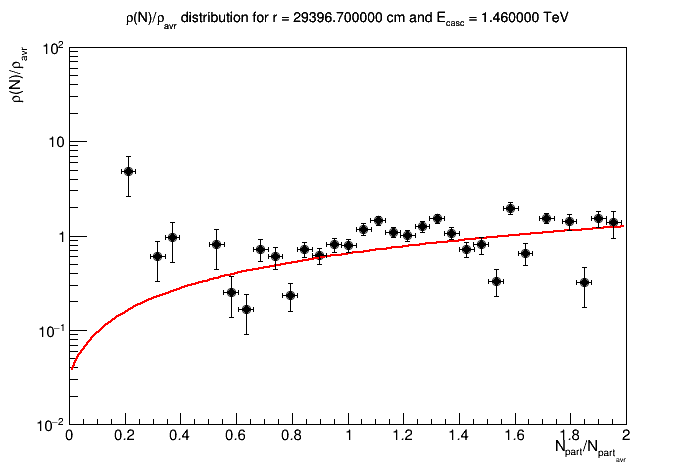 ρ(N)/ρavr distribution for r = 29396.700000 cm and Ecasc = 1.460000 TeV
ρ(N)/ρavr
10²
10
1
10⁻¹
10⁻²
0 0.2 0.4 0.6 0.8 1 1.2 1.4 1.6 1.8 2
Npart/Npartavr